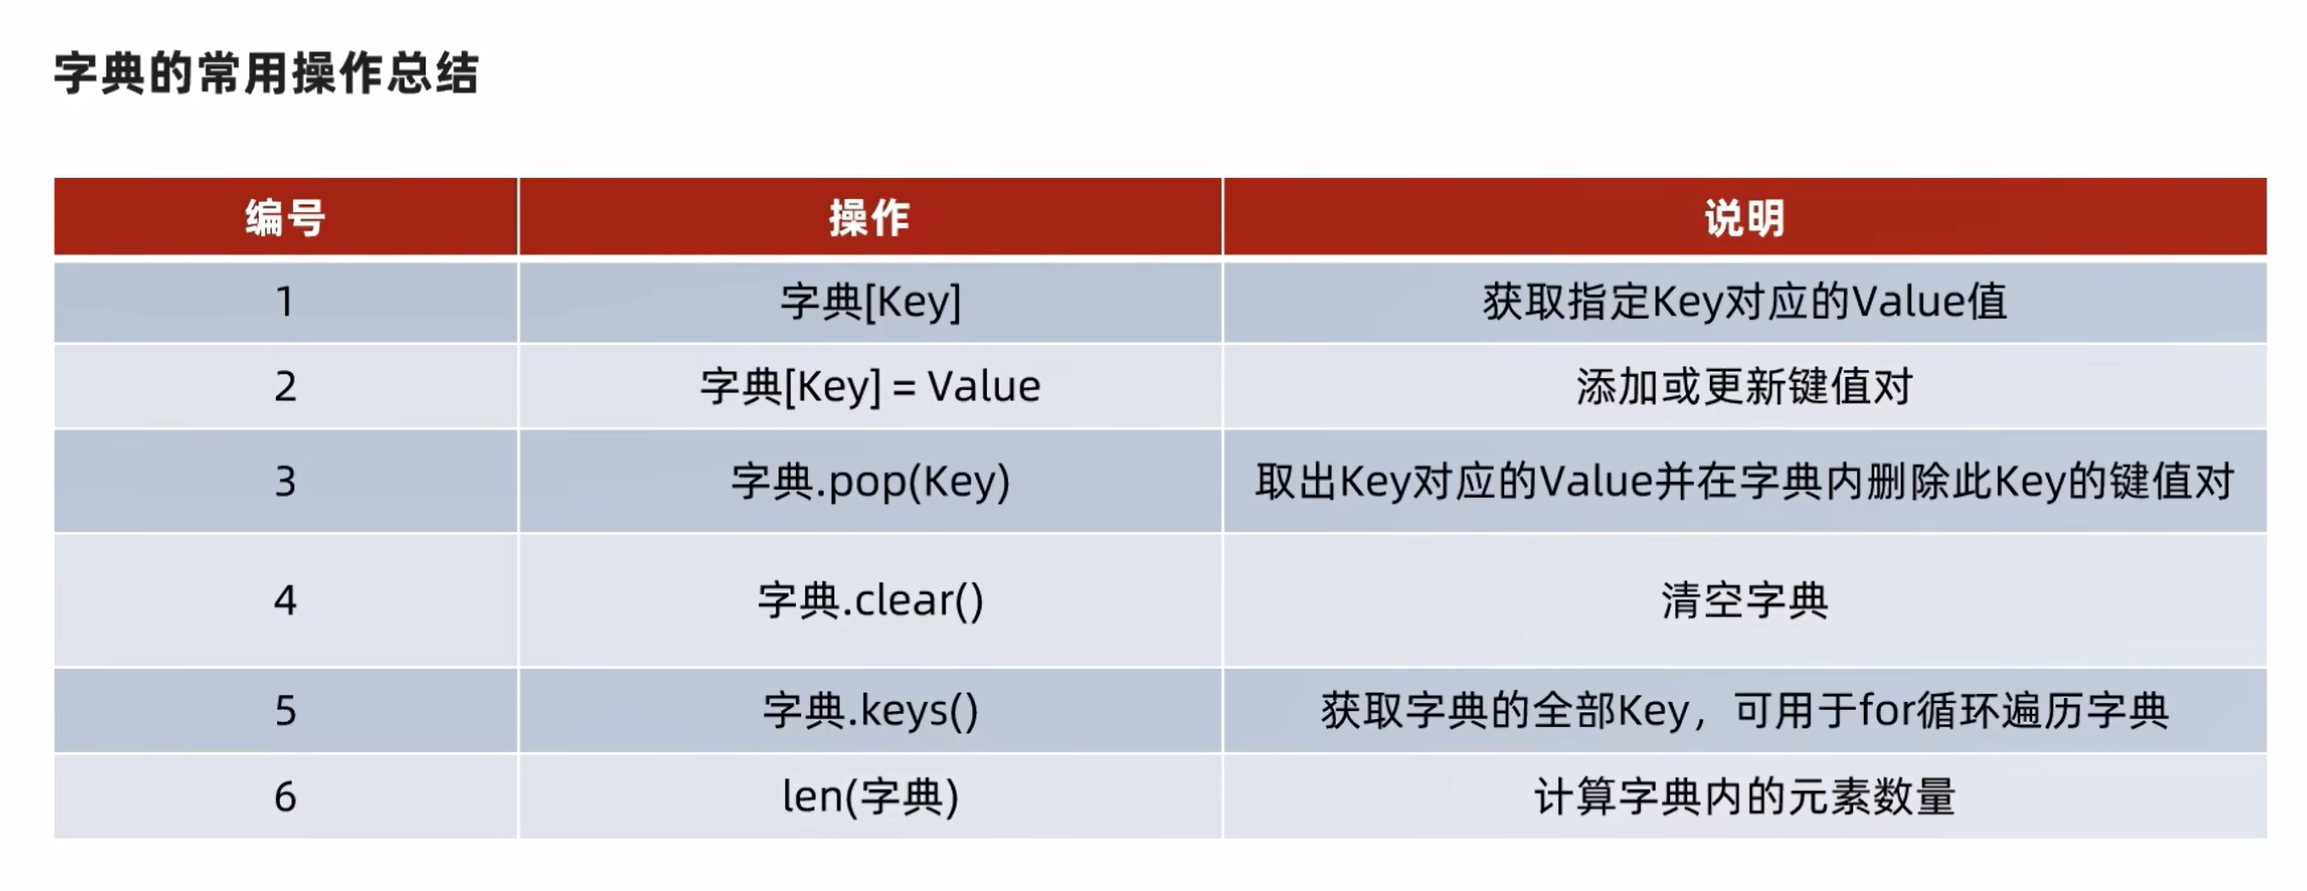 字典的常用操作总结
编号 操作 说明
1 字典[Key] 获取指定Key对应的Value值
2 字典[Key] = Value 添加或更新键值对
3 字典.pop(Key) 取出Key对应的Value并在字典内删除此Key的键值对
4 字典.clear() 清空字典
5 字典.keys() 获取字典的全部Key，可用于for循环遍历字典
6 len(字典) 计算字典内的元素数量